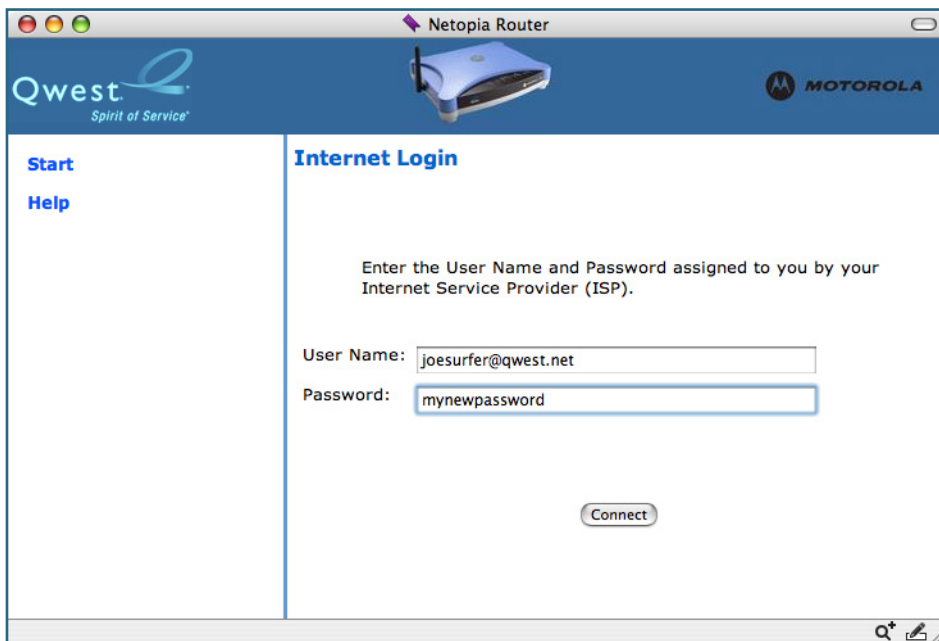 Netopia Router
Qwest
Spirit of Service
MOTOROLA
Start
Help
Internet Login
Enter the User Name and Password assigned to you by your
Internet Service Provider (ISP).
User Name: joesurfer@qwest.net
Password: mynewpassword
Connect